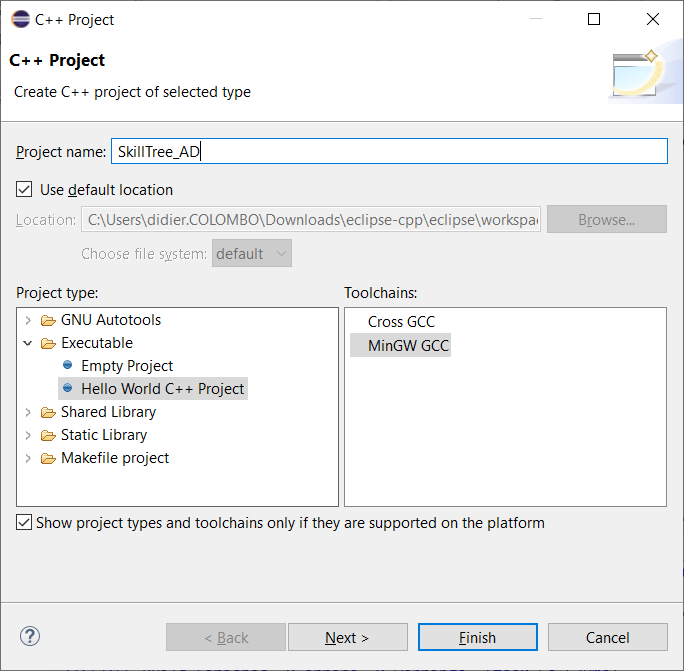 C++ Project
C++ Project
Create C++ project of selected type
Project name: SkillTree_AD
Use default location
Location: C:\Users\didier.COLOMBO\Downloads\eclipse-cpp\eclipse\workspa Browse...
Choose file system: default
Project type: Toolchains:
GNU Autotools
Executable
Empty Project
Hello World C++ Project
Shared Library
Static Library
Makefile project
Cross GCC
MinGW GCC
Show project types and toolchains only if they are supported on the platform
? < Back Next > Finish Cancel